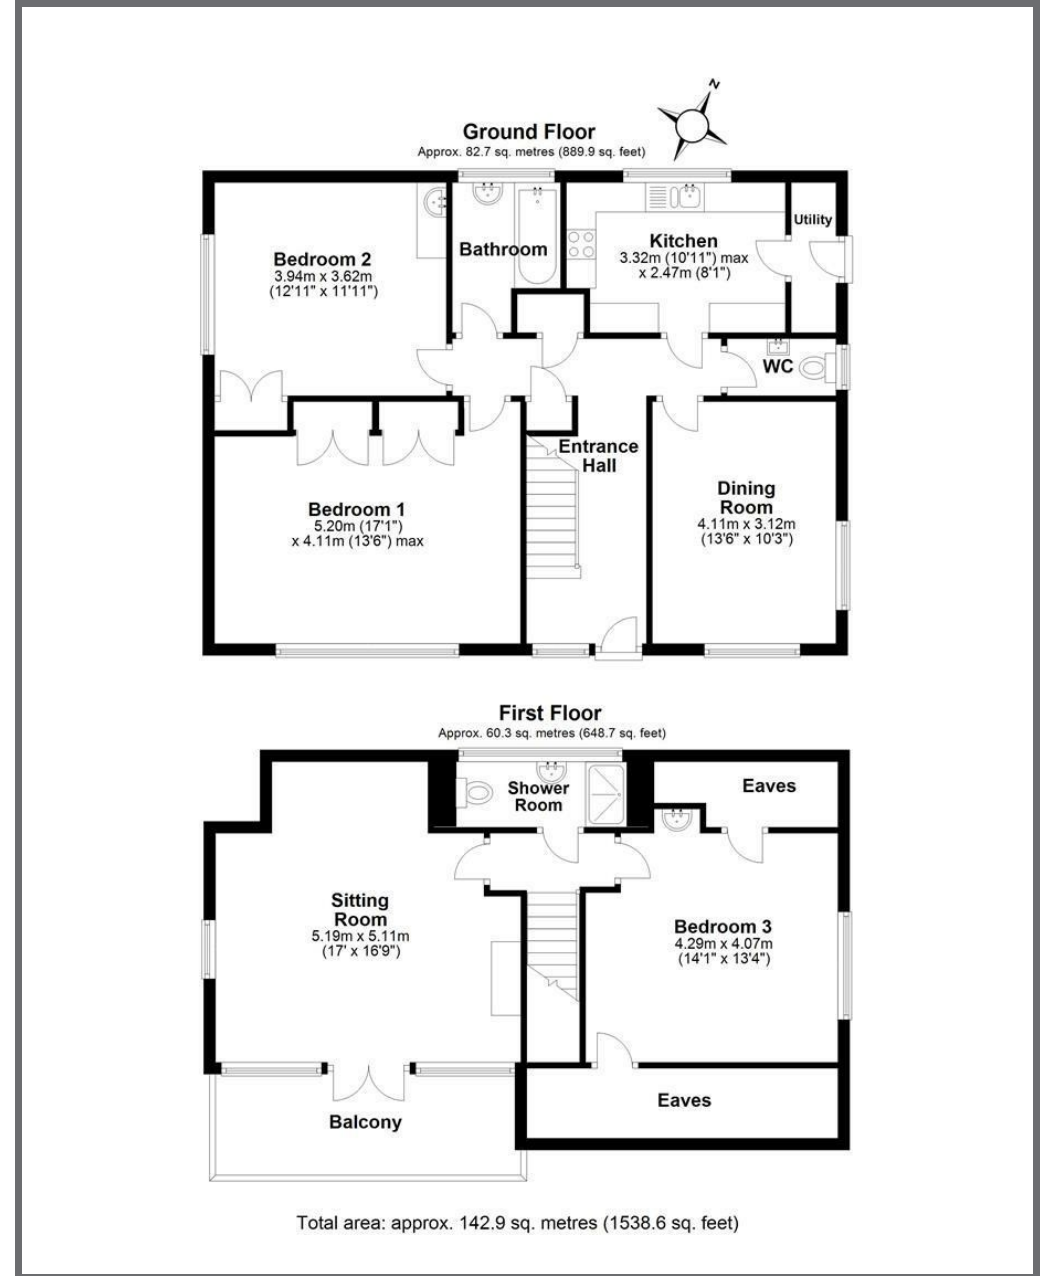 N
Ground Floor
Approx. 82.7 sq. metres (889.9 sq. feet)
Bedroom 2
3.94m x 3.62m
(12'11" x 11'11")
Bathroom
Kitchen
3.32m (10'11") max
x 2.47m (8'1")
Utility
WC
Entrance
Hall
Bedroom 1
5.20m (17'1")
x 4.11m (13'6") max
Dining
Room
4.11m x 3.12m
(13'6" x 10'3")
First Floor
Approx. 60.3 sq. metres (648.7 sq. feet)
Shower
Room
Eaves
Sitting
Room
5.19m x 5.11m
(17' x 16'9")
Bedroom 3
4.29m x 4.07m
(14'1" x 13'4")
Eaves
Balcony
Total area: approx. 142.9 sq. metres (1538.6 sq. feet)